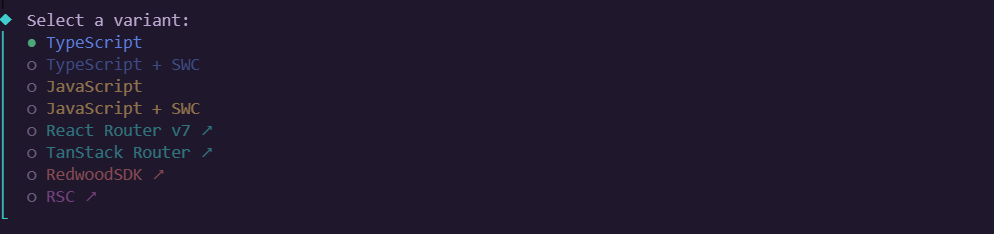 Select a variant:
TypeScript
TypeScript + SWC
JavaScript
JavaScript + SWC
React Router v7 ↗
TanStack Router ↗
RedwoodSDK ↗
RSC ↗